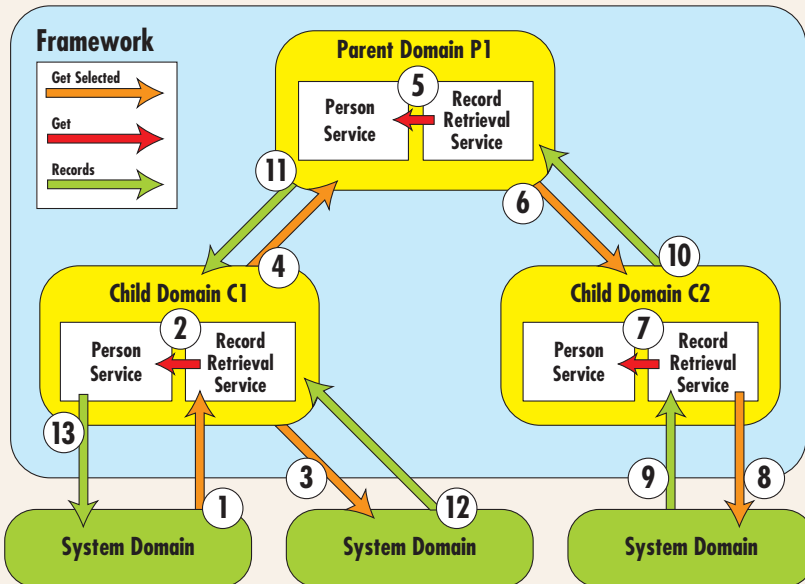 Framework
Get Selected
Get
Records
Parent Domain P1
5
Person
Service
Record
Retrieval
Service
11
4
6
10
Child Domain C1
2
Person
Service
Record
Retrieval
Service
Child Domain C2
7
Person
Service
Record
Retrieval
Service
13
1
3
12
9
8
System Domain
System Domain
System Domain